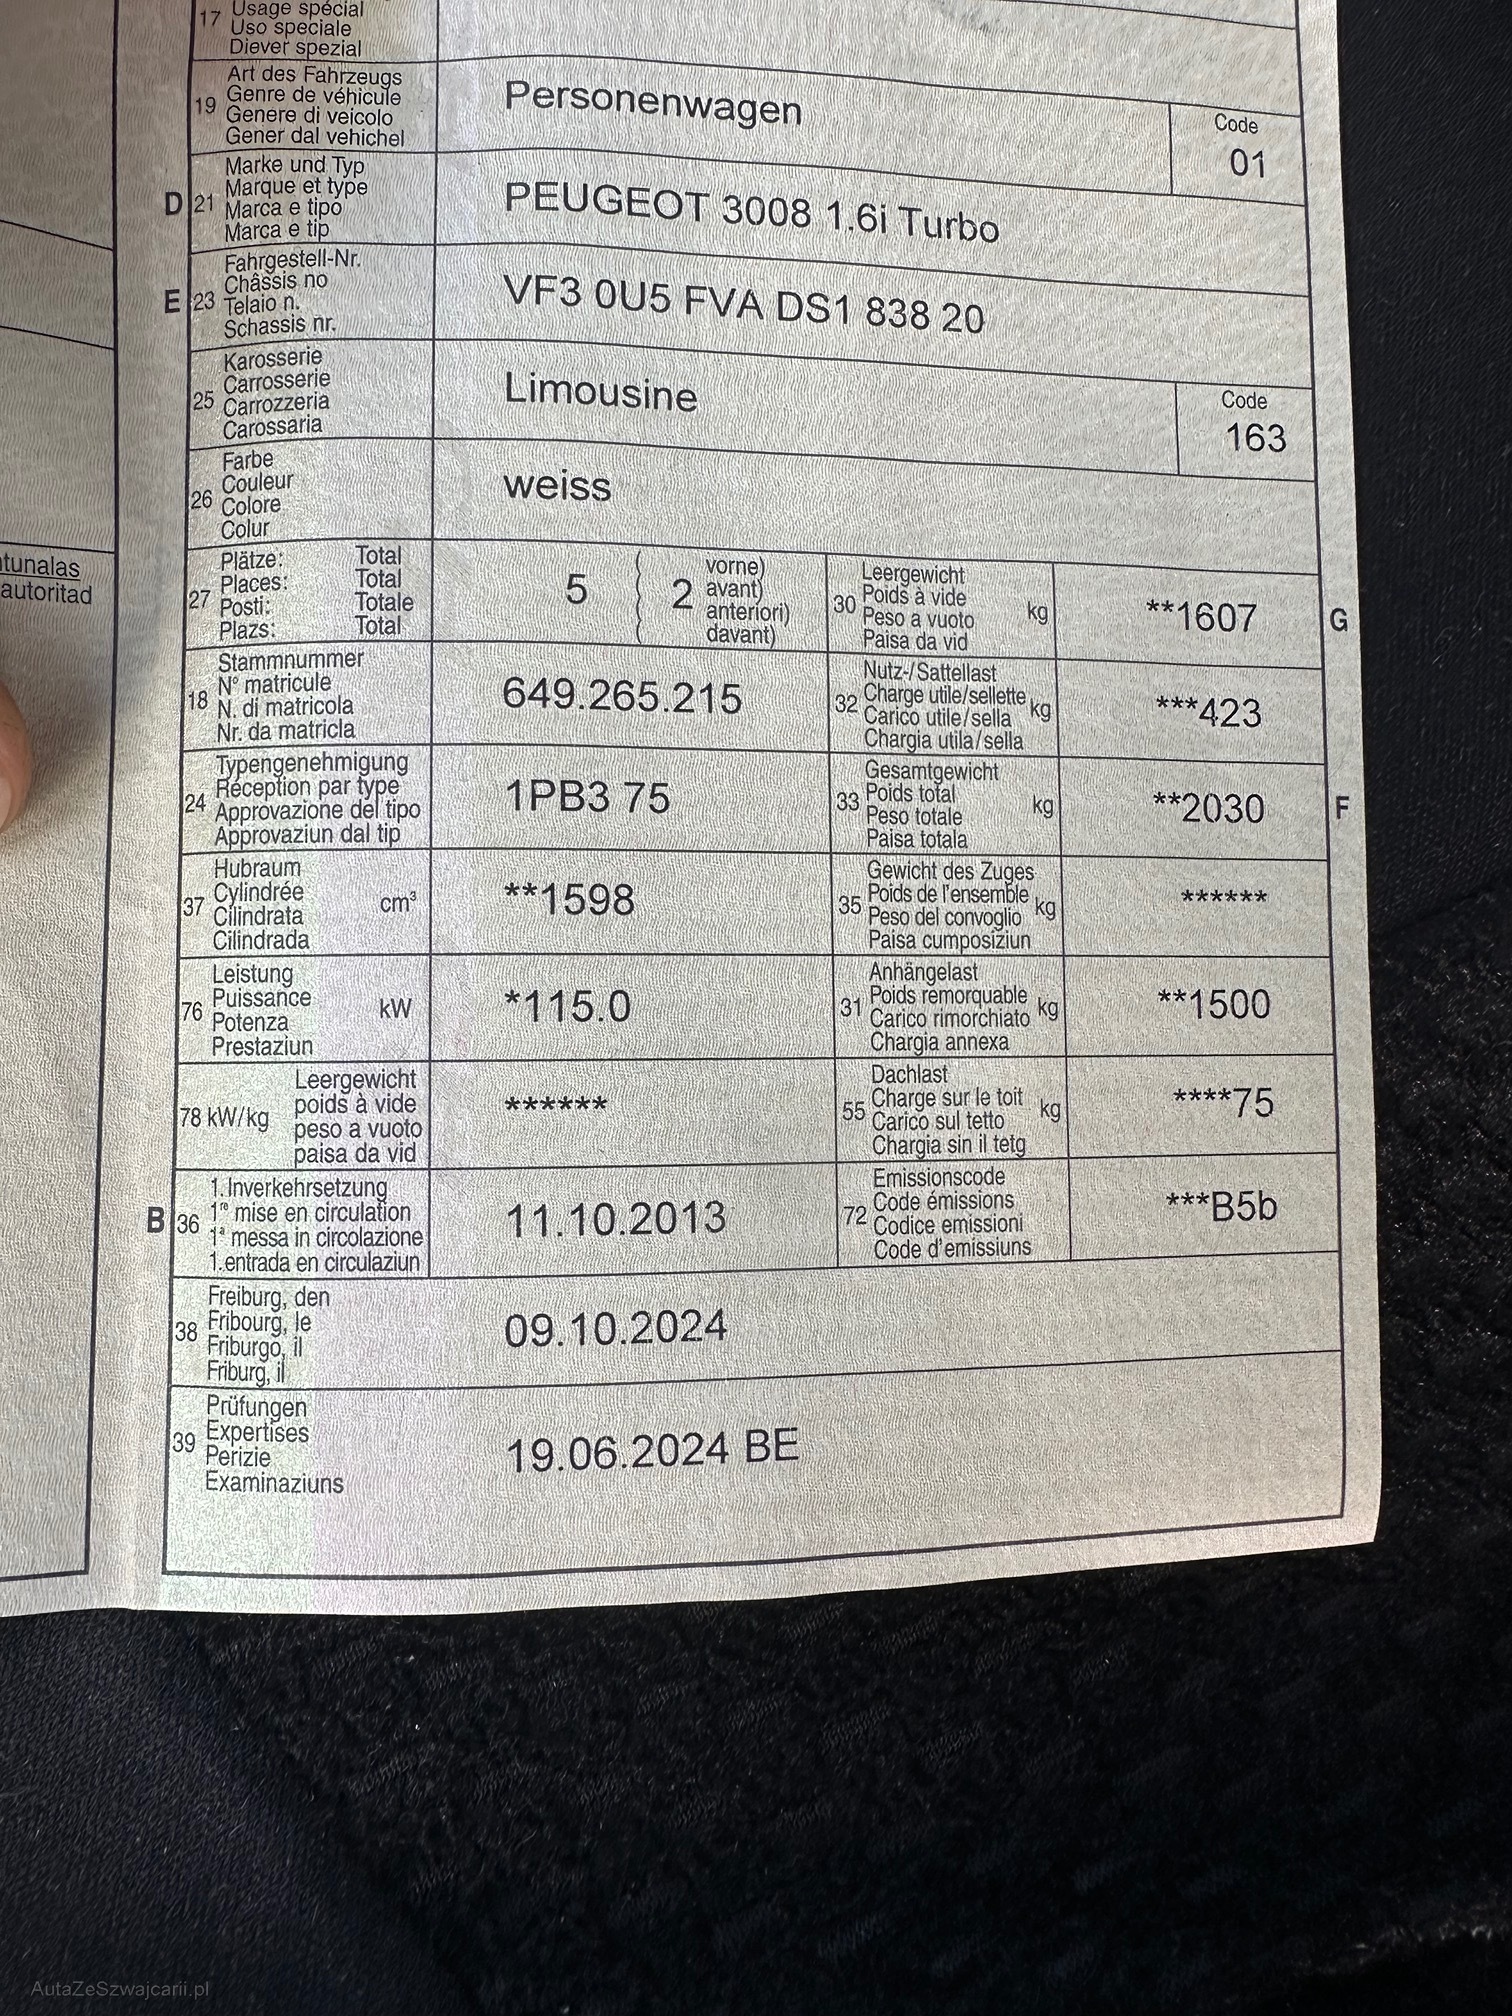 17 Usage spécial
Uso speciale
Diever spezial
19 Art des Fahrzeugs
Genre de véhicule
Genere di veicolo
Gener dal vehichel
Personenwagen
Code
01
D 21 Marke und Typ
Marque et type
Marca e tipo
Marca e tip
PEUGEOT 3008 1.6i Turbo
E 23 Fahrgestell-Nr.
Châssis no
Telaio n.
Schassis nr.
VF3 0U5 FVA DS1 838 20
25 Karosserie
Carrosserie
Carrozzeria
Carossaria
Limousine
Code
163
26 Farbe
Couleur
Colore
Colur
weiss
27 Plätze: Total
Places: Total
Posti: Totale
Plazs: Total
5 ( 2 vorne)
avant)
anteriori)
davant)
30 Leergewicht
Poids à vide
Peso a vuoto
Paisa da vid
kg
**1607
G
18 Stammnummer
N° matricule
N. di matricola
Nr. da matricla
649.265.215
32 Nutz-/Sattellast
Charge utile/sellette
Carico utile/sella
Chargia utila/sella
kg
***423
24 Typengenehmigung
Réception par type
Approvazione del tipo
Approvaziun dal tip
1PB3 75
33 Gesamtgewicht
Poids total
Peso totale
Paisa totala
kg
**2030
F
37 Hubraum
Cylindrée
Cilindrata
Cilindrada
cm³
**1598
35 Gewicht des Zuges
Poids de l'ensemble
Peso del convoglio
Paisa cumposiziun
kg
******
76 Leistung
Puissance
Potenza
Prestaziun
kW
*115.0
31 Anhängelast
Poids remorquable
Carico rimorchiato
Chargia annexa
kg
**1500
78 kW/kg Leergewicht
poids à vide
peso a vuoto
paisa da vid
******
55 Dachlast
Charge sur le toit
Carico sul tetto
Chargia sin il tetg
kg
****75
B 36 1.Inverkehrsetzung
1re mise en circulation
1a messa in circolazione
1.entrada en circulaziun
11.10.2013
72 Emissionscode
Code émissions
Codice emissioni
Code d'emissiuns
***B5b
38 Freiburg, den
Fribourg, le
Friburgo, il
Friburg, il
09.10.2024
39 Prüfungen
Expertises
Perizie
Examinaziuns
19.06.2024 BE
tunalas
autoritad
AutaZeSzwajcarii.pl